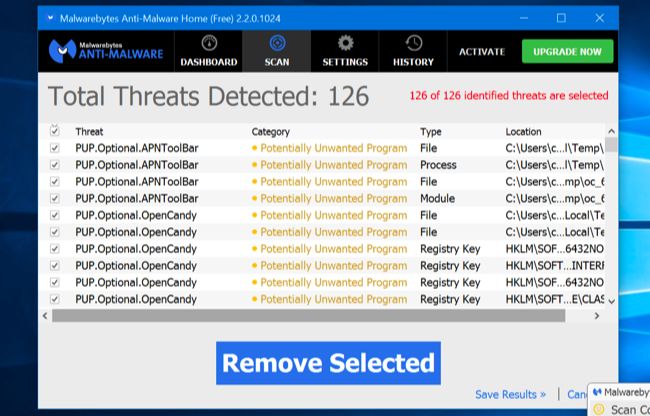 Malwarebytes Anti-Malware Home (Free) 2.2.0.1024
Malwarebytes
ANTI-MALWARE
DASHBOARD SCAN SETTINGS HISTORY ACTIVATE UPGRADE NOW
Total Threats Detected: 126 126 of 126 identified threats are selected
Threat Category Type Location
PUP.Optional.APNToolBar Potentially Unwanted Program File C:\Users\c...l\Temp\
PUP.Optional.APNToolBar Potentially Unwanted Program Process C:\Users\c...l\Temp\
PUP.Optional.APNToolBar Potentially Unwanted Program File C:\Users\c...mp\oc_6
PUP.Optional.APNToolBar Potentially Unwanted Program Module C:\Users\c...mp\oc_6
PUP.Optional.OpenCandy Potentially Unwanted Program File C:\Users\c...Local\Te
PUP.Optional.OpenCandy Potentially Unwanted Program File C:\Users\c...Local\Te
PUP.Optional.OpenCandy Potentially Unwanted Program Registry Key HKLM\SOF...6432NO
PUP.Optional.OpenCandy Potentially Unwanted Program Registry Key HKLM\SOFT...INTERF
PUP.Optional.OpenCandy Potentially Unwanted Program Registry Key HKLM\SOF...6432NO
PUP.Optional.OpenCandy Potentially Unwanted Program Registry Key HKLM\SOFT...E\CLAS
Remove Selected
Save Results » Can
Malwareby
Scan Co